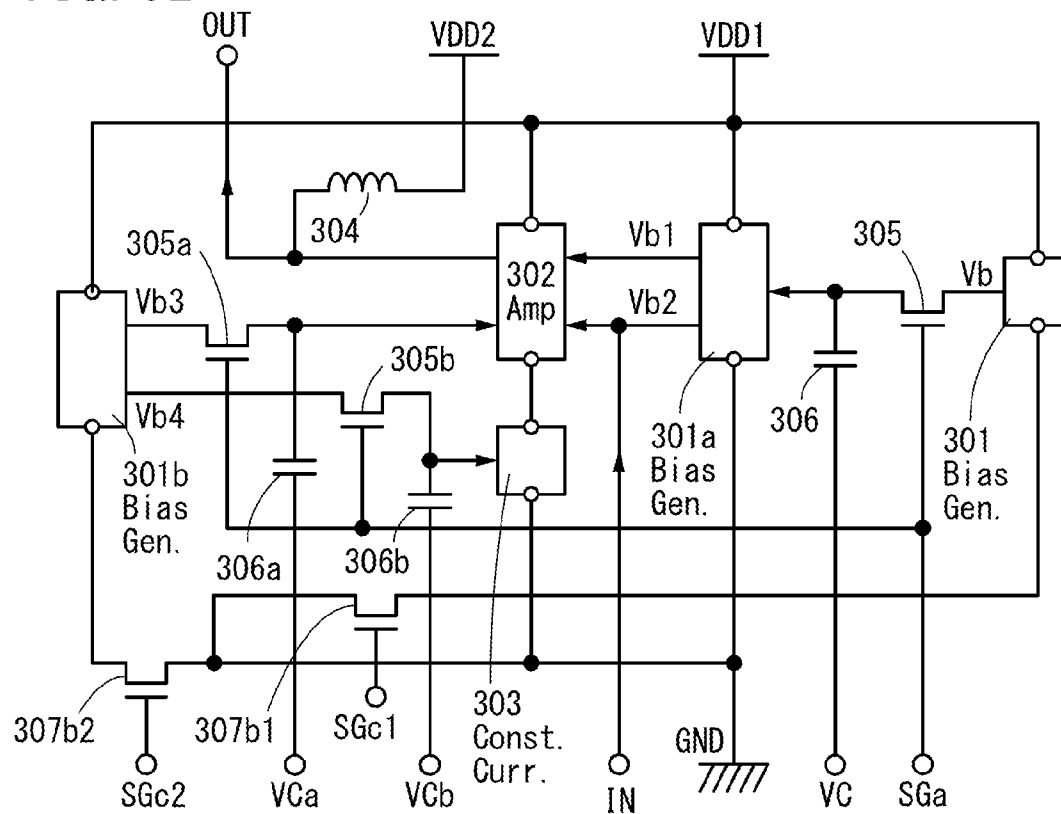 OUT
VDD2
VDD1
304
305a
302
Amp
Vb1
305
Vb3
Vb2
Vb
305b
Vb4
306
301b
Bias
Gen.
301a
Bias
Gen.
301
Bias
Gen.
306a
306b
307b2
307b1
SGc1
303
Const.
Curr.
GND
SGc2
VCa
VCb
IN
VC
SGa